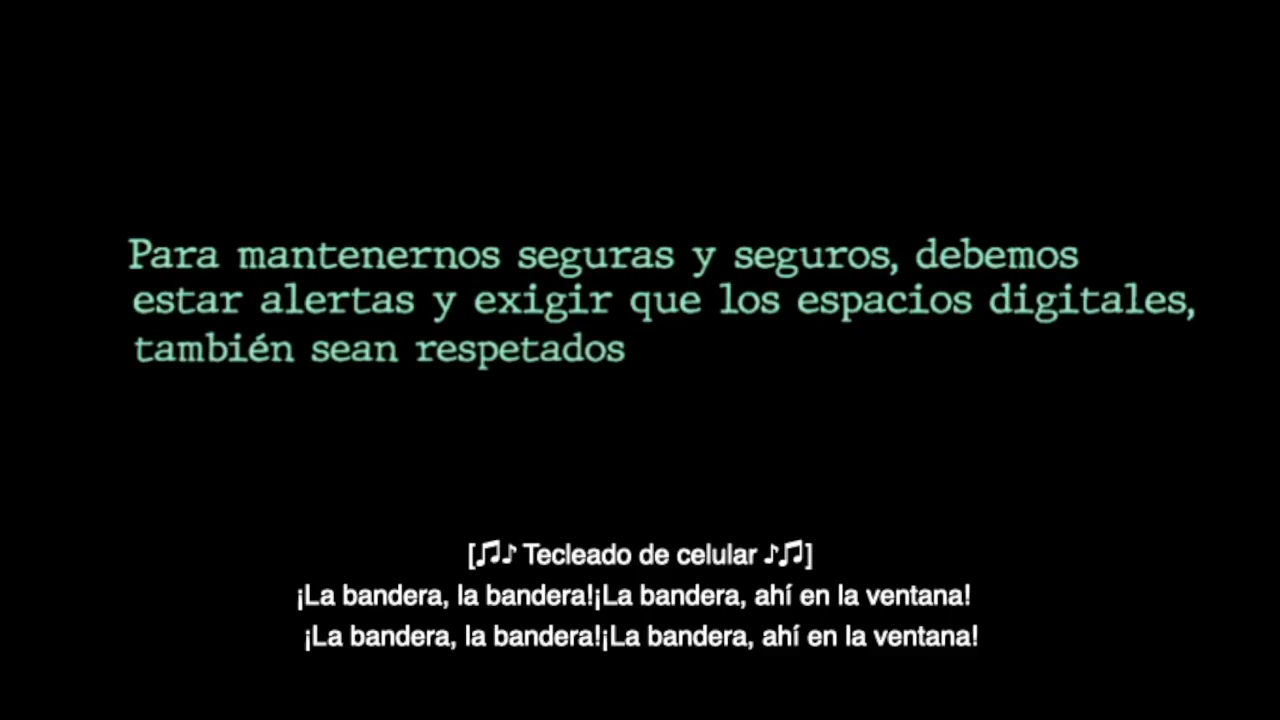 Para mantenernos seguras y seguros, debemos
estar alertas y exigir que los espacios digitales,
también sean respetados
[♫♪ Tecleado de celular ♪♫]
¡La bandera, la bandera!¡La bandera, ahí en la ventana!
¡La bandera, la bandera!¡La bandera, ahí en la ventana!